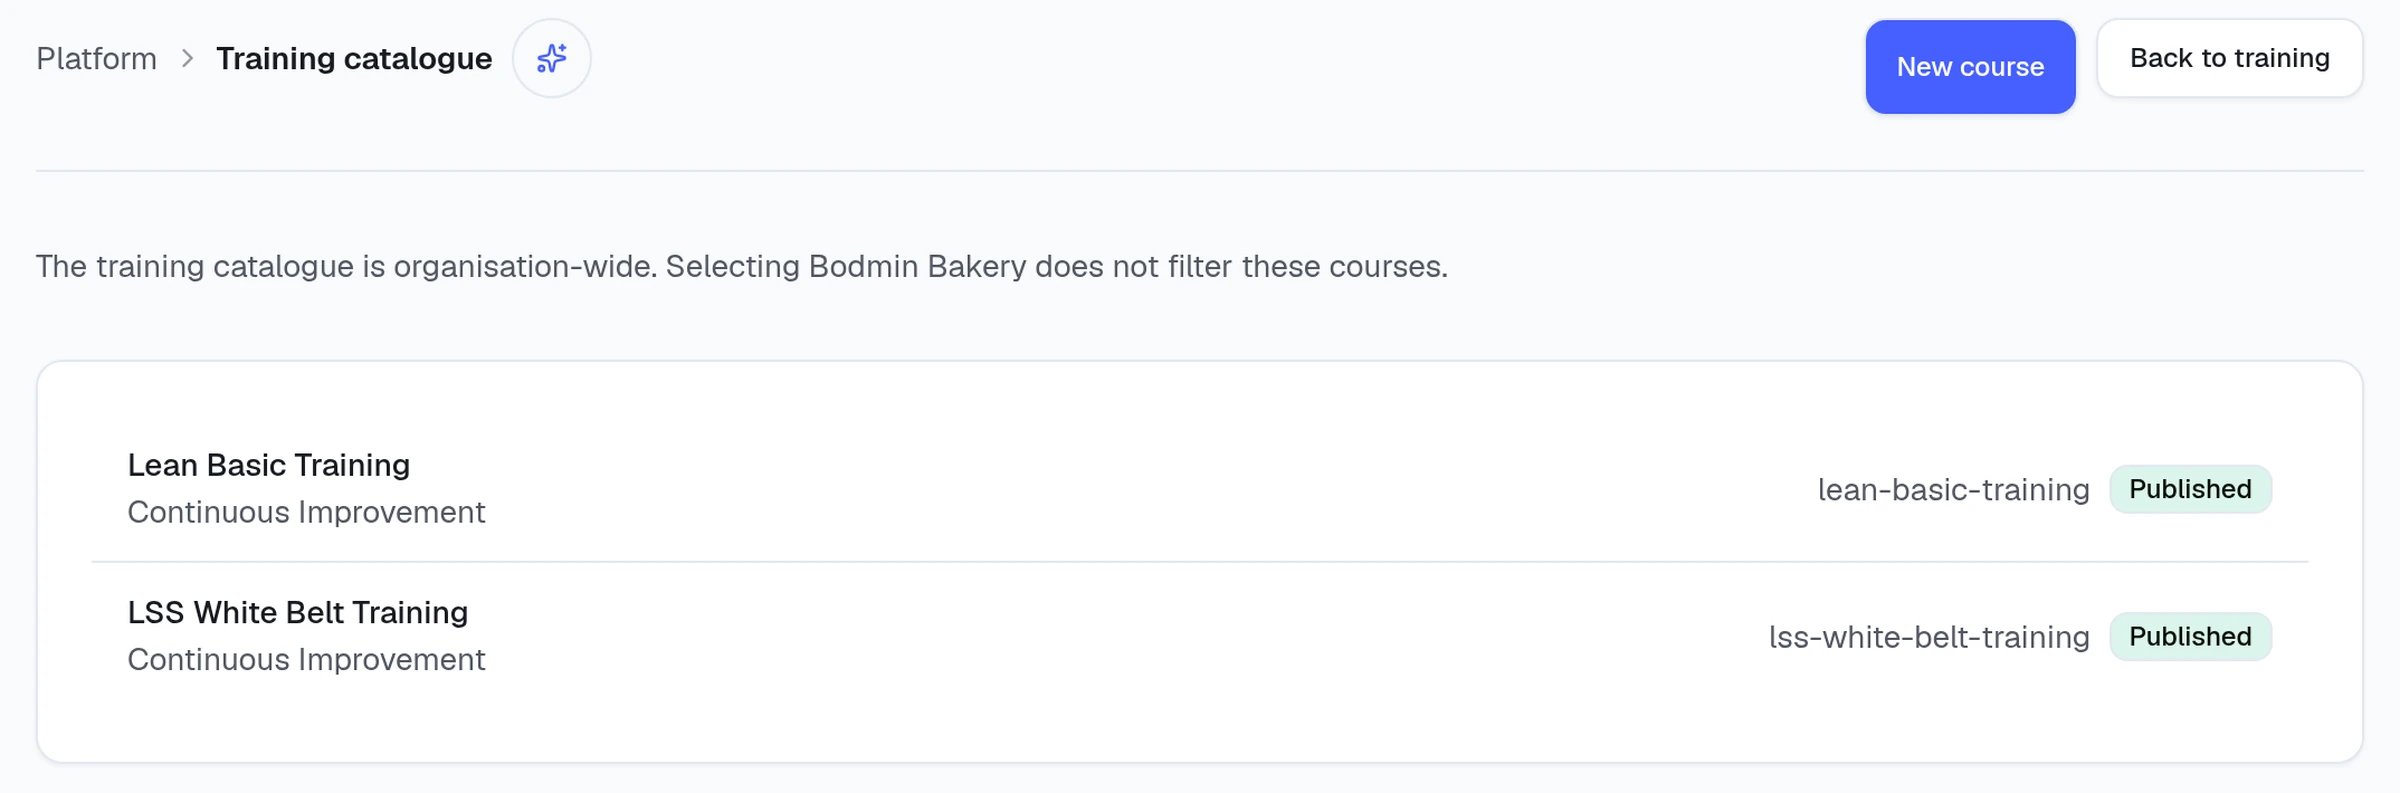 Platform > Training catalogue
New course
Back to training
The training catalogue is organisation-wide. Selecting Bodmin Bakery does not filter these courses.
Lean Basic Training
Continuous Improvement
lean-basic-training
Published
LSS White Belt Training
Continuous Improvement
lss-white-belt-training
Published